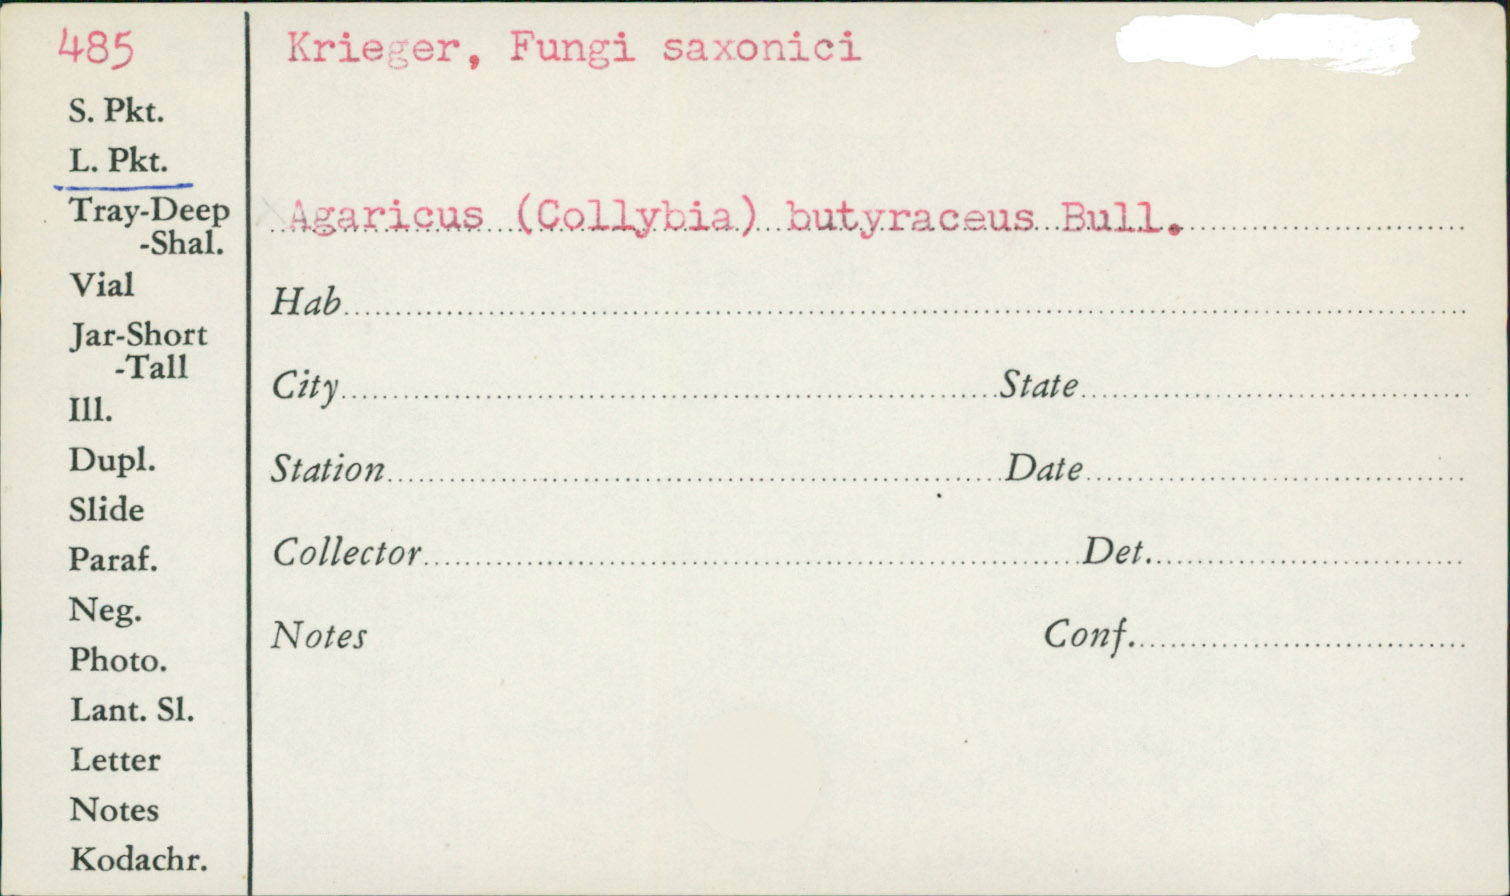 485
Krieger, Fungi saxonici
S. Pkt.
L. Pkt.
Tray-Deep
-Shal.
Agaricus (Collybia) butyraceus Bull.
Vial
Hab
Jar-Short
-Tall
City State
Ill.
Dupl.
Station Date
Slide
Paraf.
Collector Det.
Neg.
Notes Conf.
Photo.
Lant. Sl.
Letter
Notes
Kodachr.